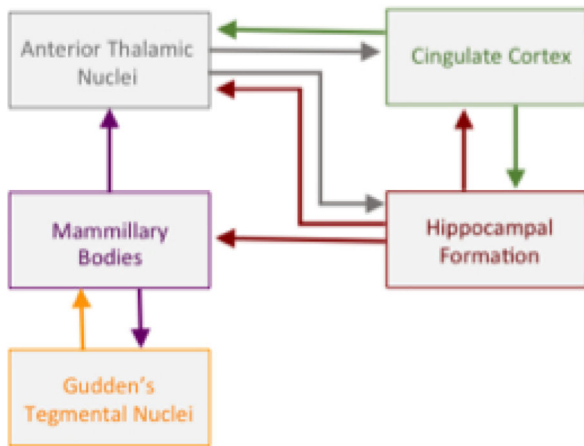 Anterior Thalamic
Nuclei
Cingulate Cortex
Mammillary
Bodies
Hippocampal
Formation
Gudden's
Tegmental Nuclei